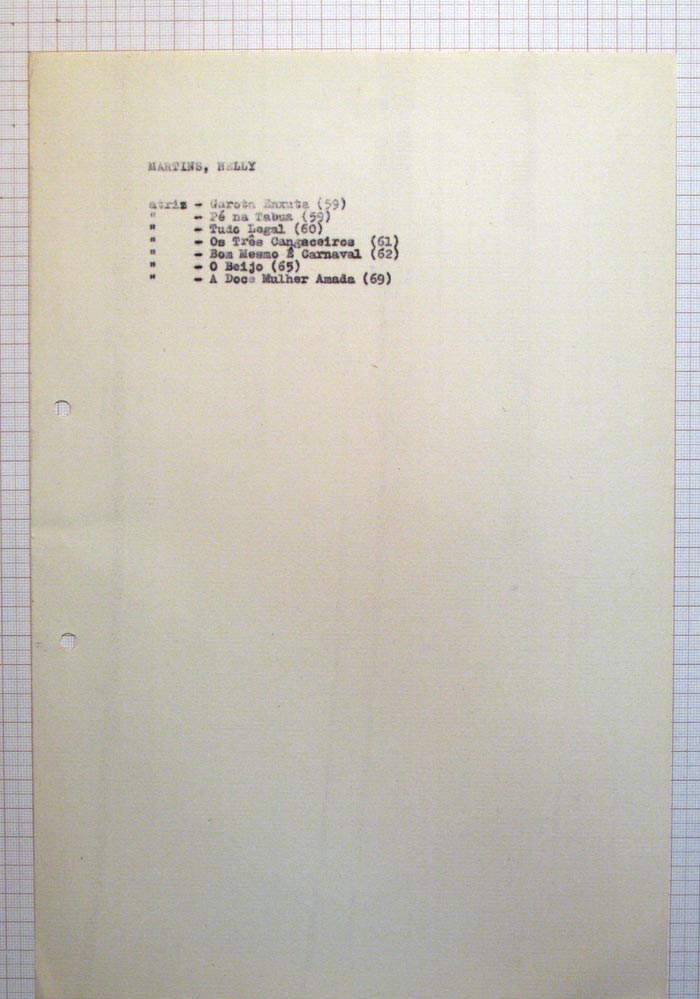 MARTINS, NELLY
atriz - Garota Enxuta (59)
" - Pé na Tabua (59)
" - Tudo Legal (60)
" - Os Três Cangaceiros (61)
" - Bom Mesmo É Carnaval (62)
" - O Beijo (65)
" - A Doce Mulher Amada (69)